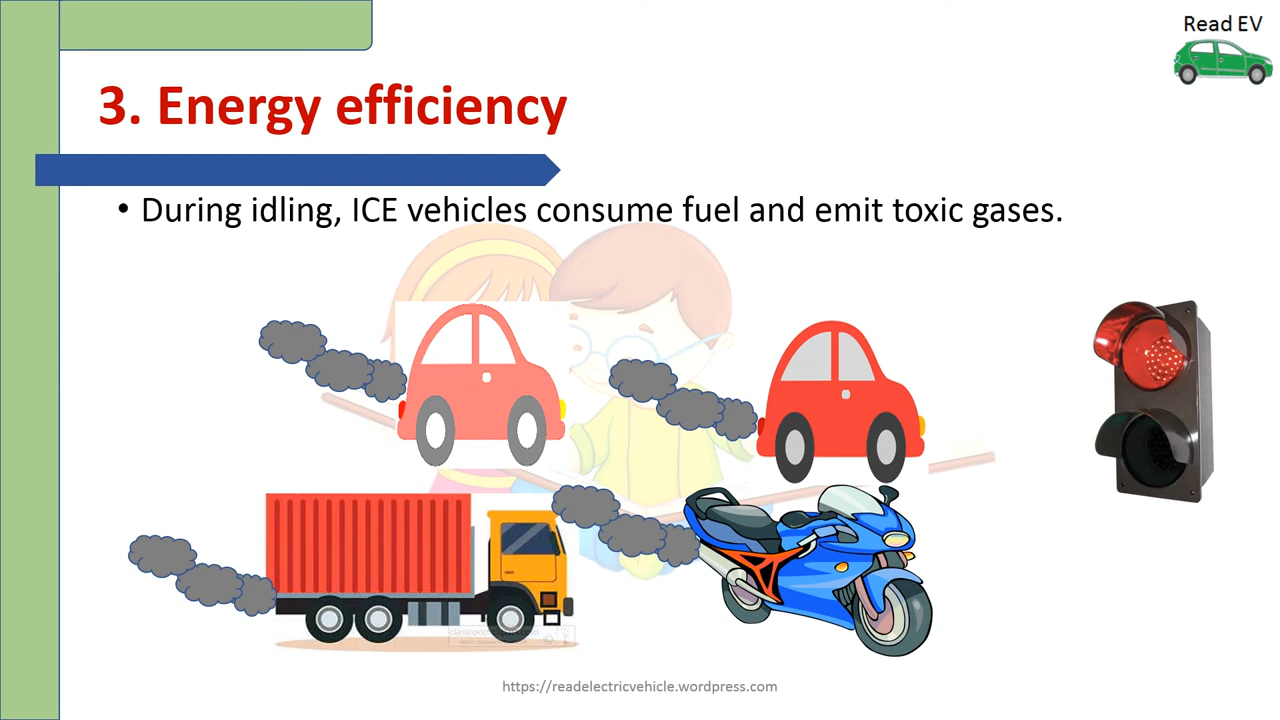 Read EV
3. Energy efficiency
• During idling, ICE vehicles consume fuel and emit toxic gases.
https://readelectricvehicle.wordpress.com